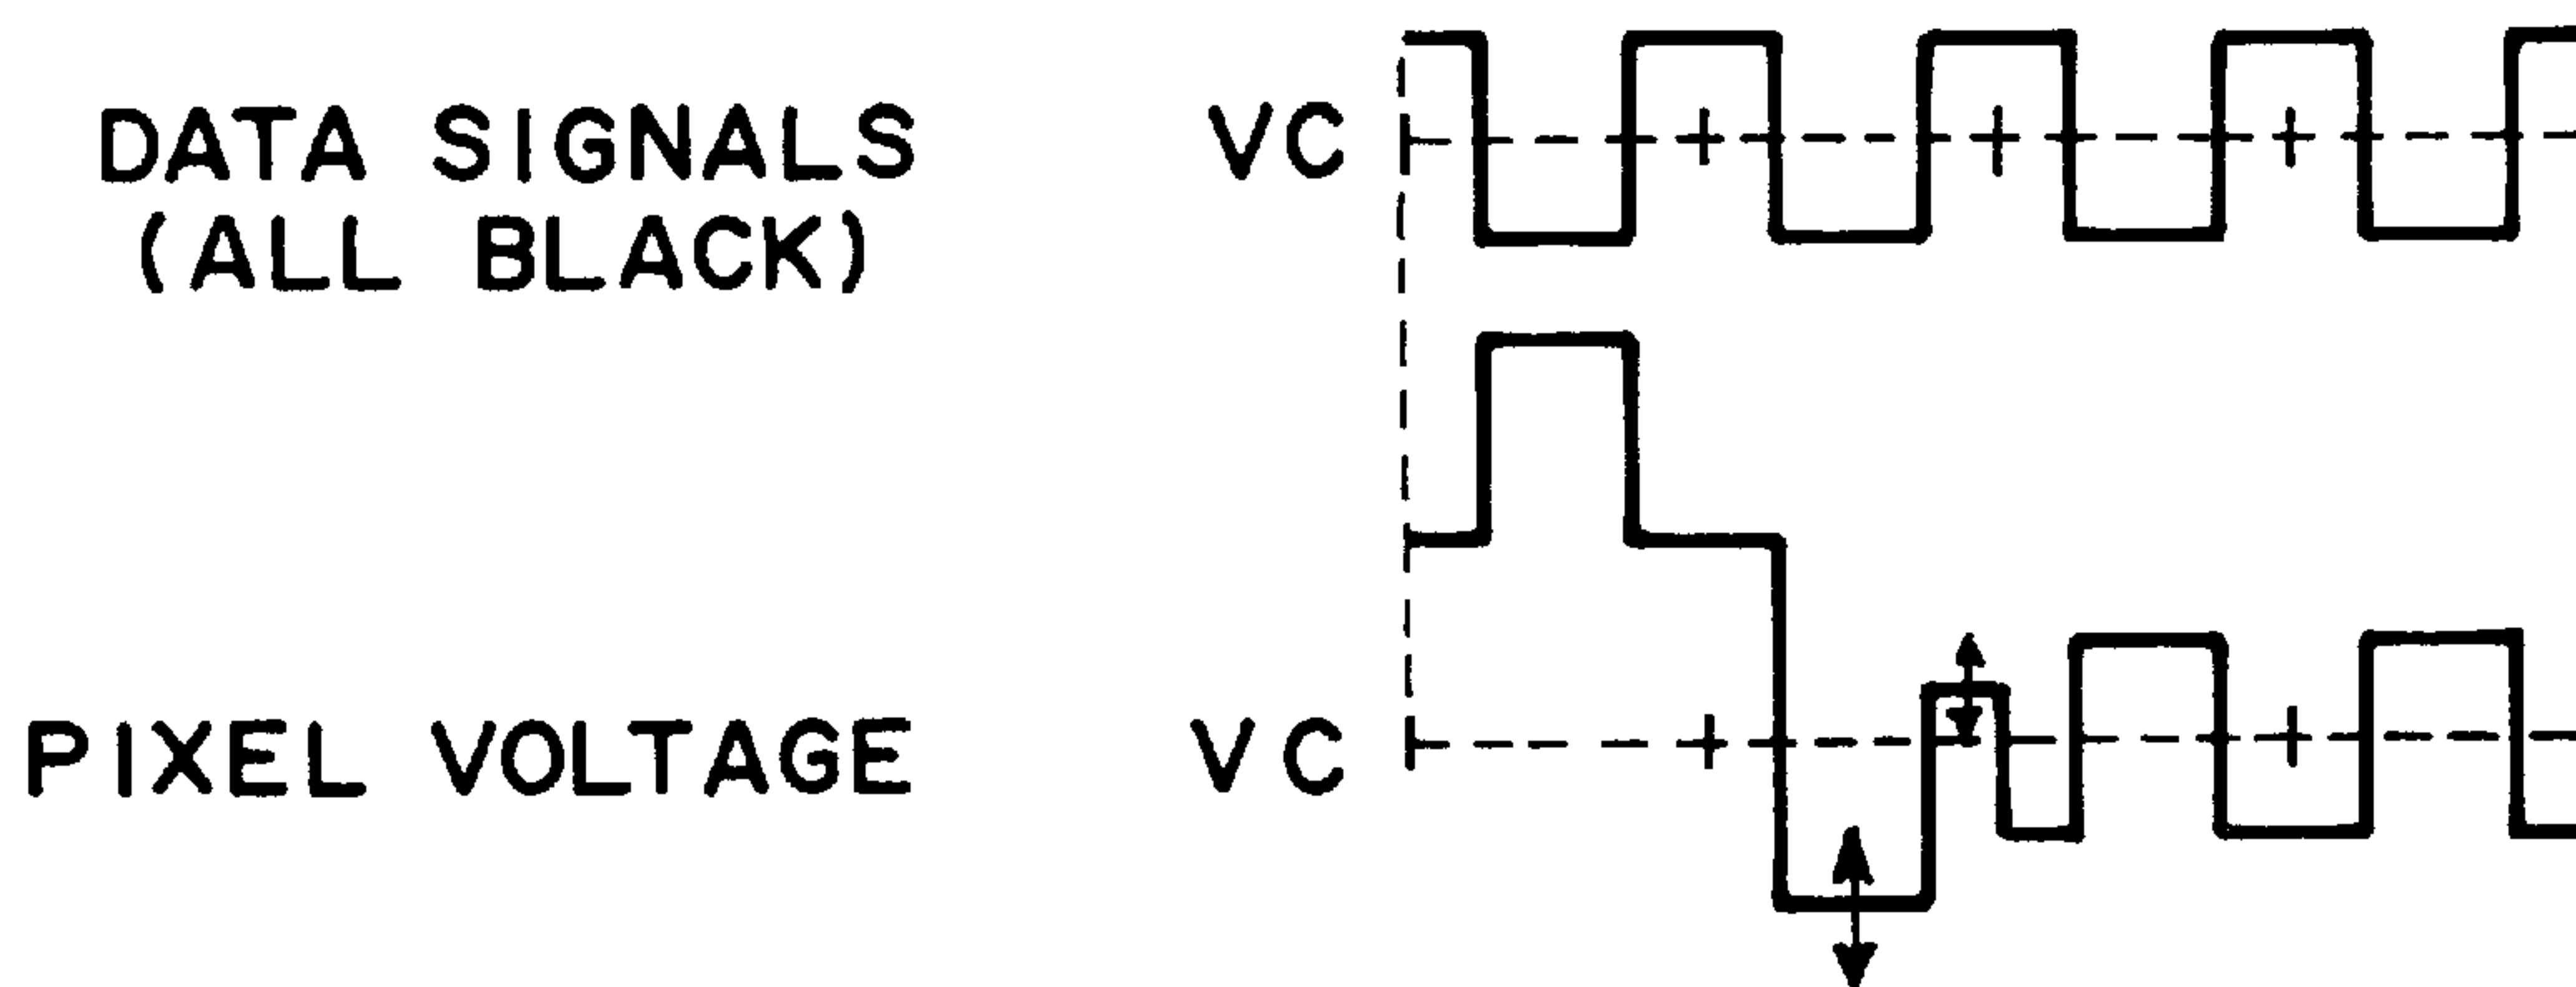 DATA SIGNALS
(ALL BLACK)
VC
PIXEL VOLTAGE
VC